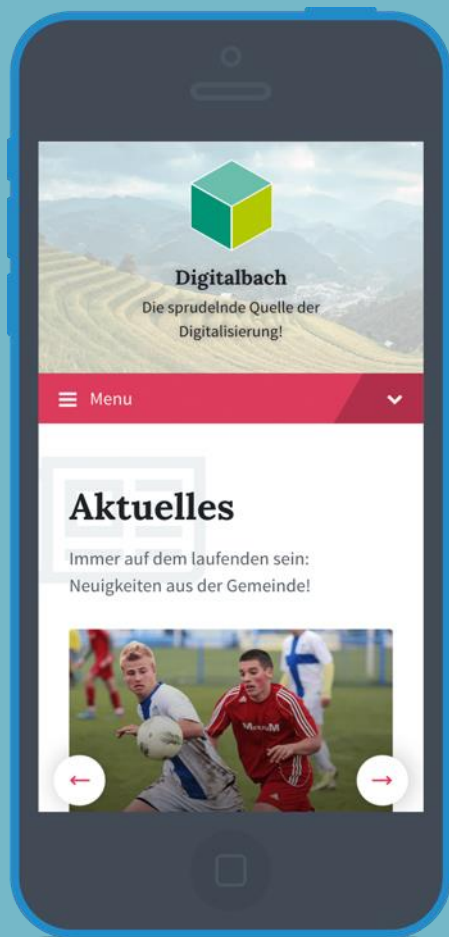 Digitalbach
Die sprudelnde Quelle der
Digitalisierung!
Menu
Aktuelles
Immer auf dem laufenden sein:
Neuigkeiten aus der Gemeinde!